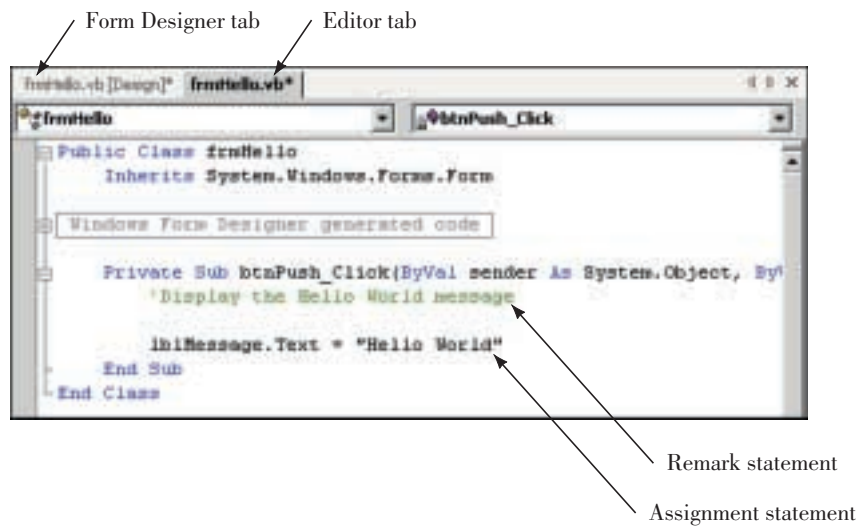 Form Designer tab
Editor tab
frmHello.vb [Design]* frmHello.vb*
frmHello btnPush_Click
Public Class frmHello
Inherits System.Windows.Forms.Form
Windows Form Designer generated code
Private Sub btnPush_Click(ByVal sender As System.Object, ByV
'Display the Hello World message
lblMessage.Text = "Hello World"
End Sub
End Class
Remark statement
Assignment statement